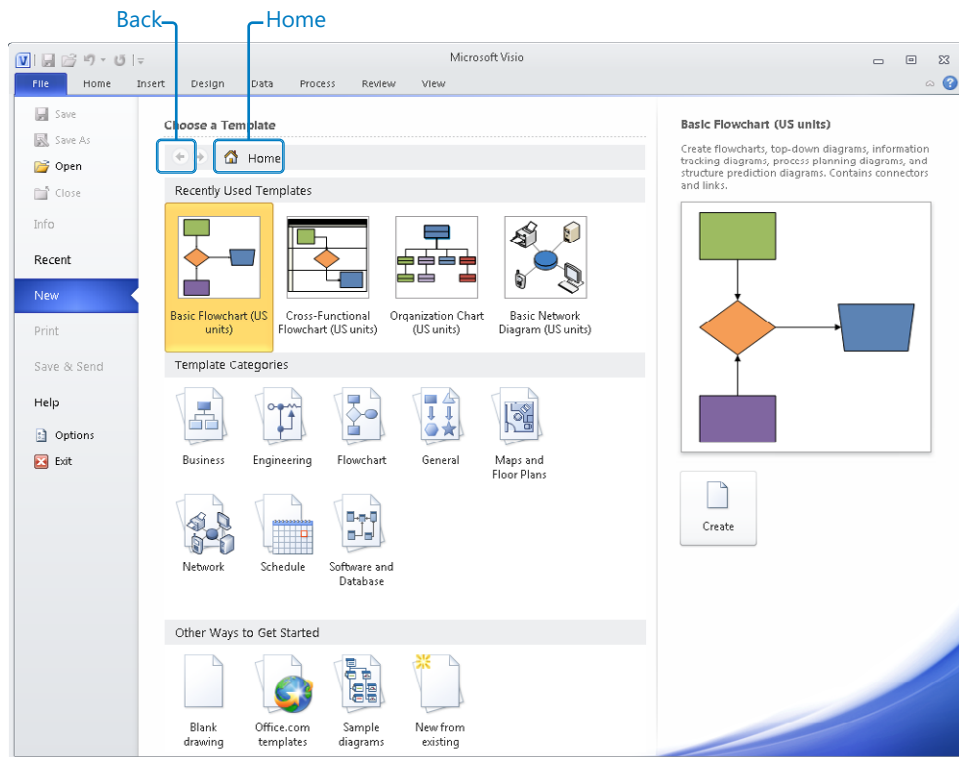 Back
Home
Microsoft Visio
File
Home
Insert
Design
Data
Process
Review
View
Save
Save As
Open
Close
Info
Recent
New
Print
Save & Send
Help
Options
Exit
Choose a Template
Home
Recently Used Templates
Basic Flowchart (US
units)
Cross-Functional
Flowchart (US units)
Organization Chart
(US units)
Basic Network
Diagram (US units)
Template Categories
Business
Engineering
Flowchart
General
Maps and
Floor Plans
Network
Schedule
Software and
Database
Other Ways to Get Started
Blank
drawing
Office.com
templates
Sample
diagrams
New from
existing
Basic Flowchart (US units)
Create flowcharts, top-down diagrams, information
tracking diagrams, process planning diagrams, and
structure prediction diagrams. Contains connectors
and links.
Create